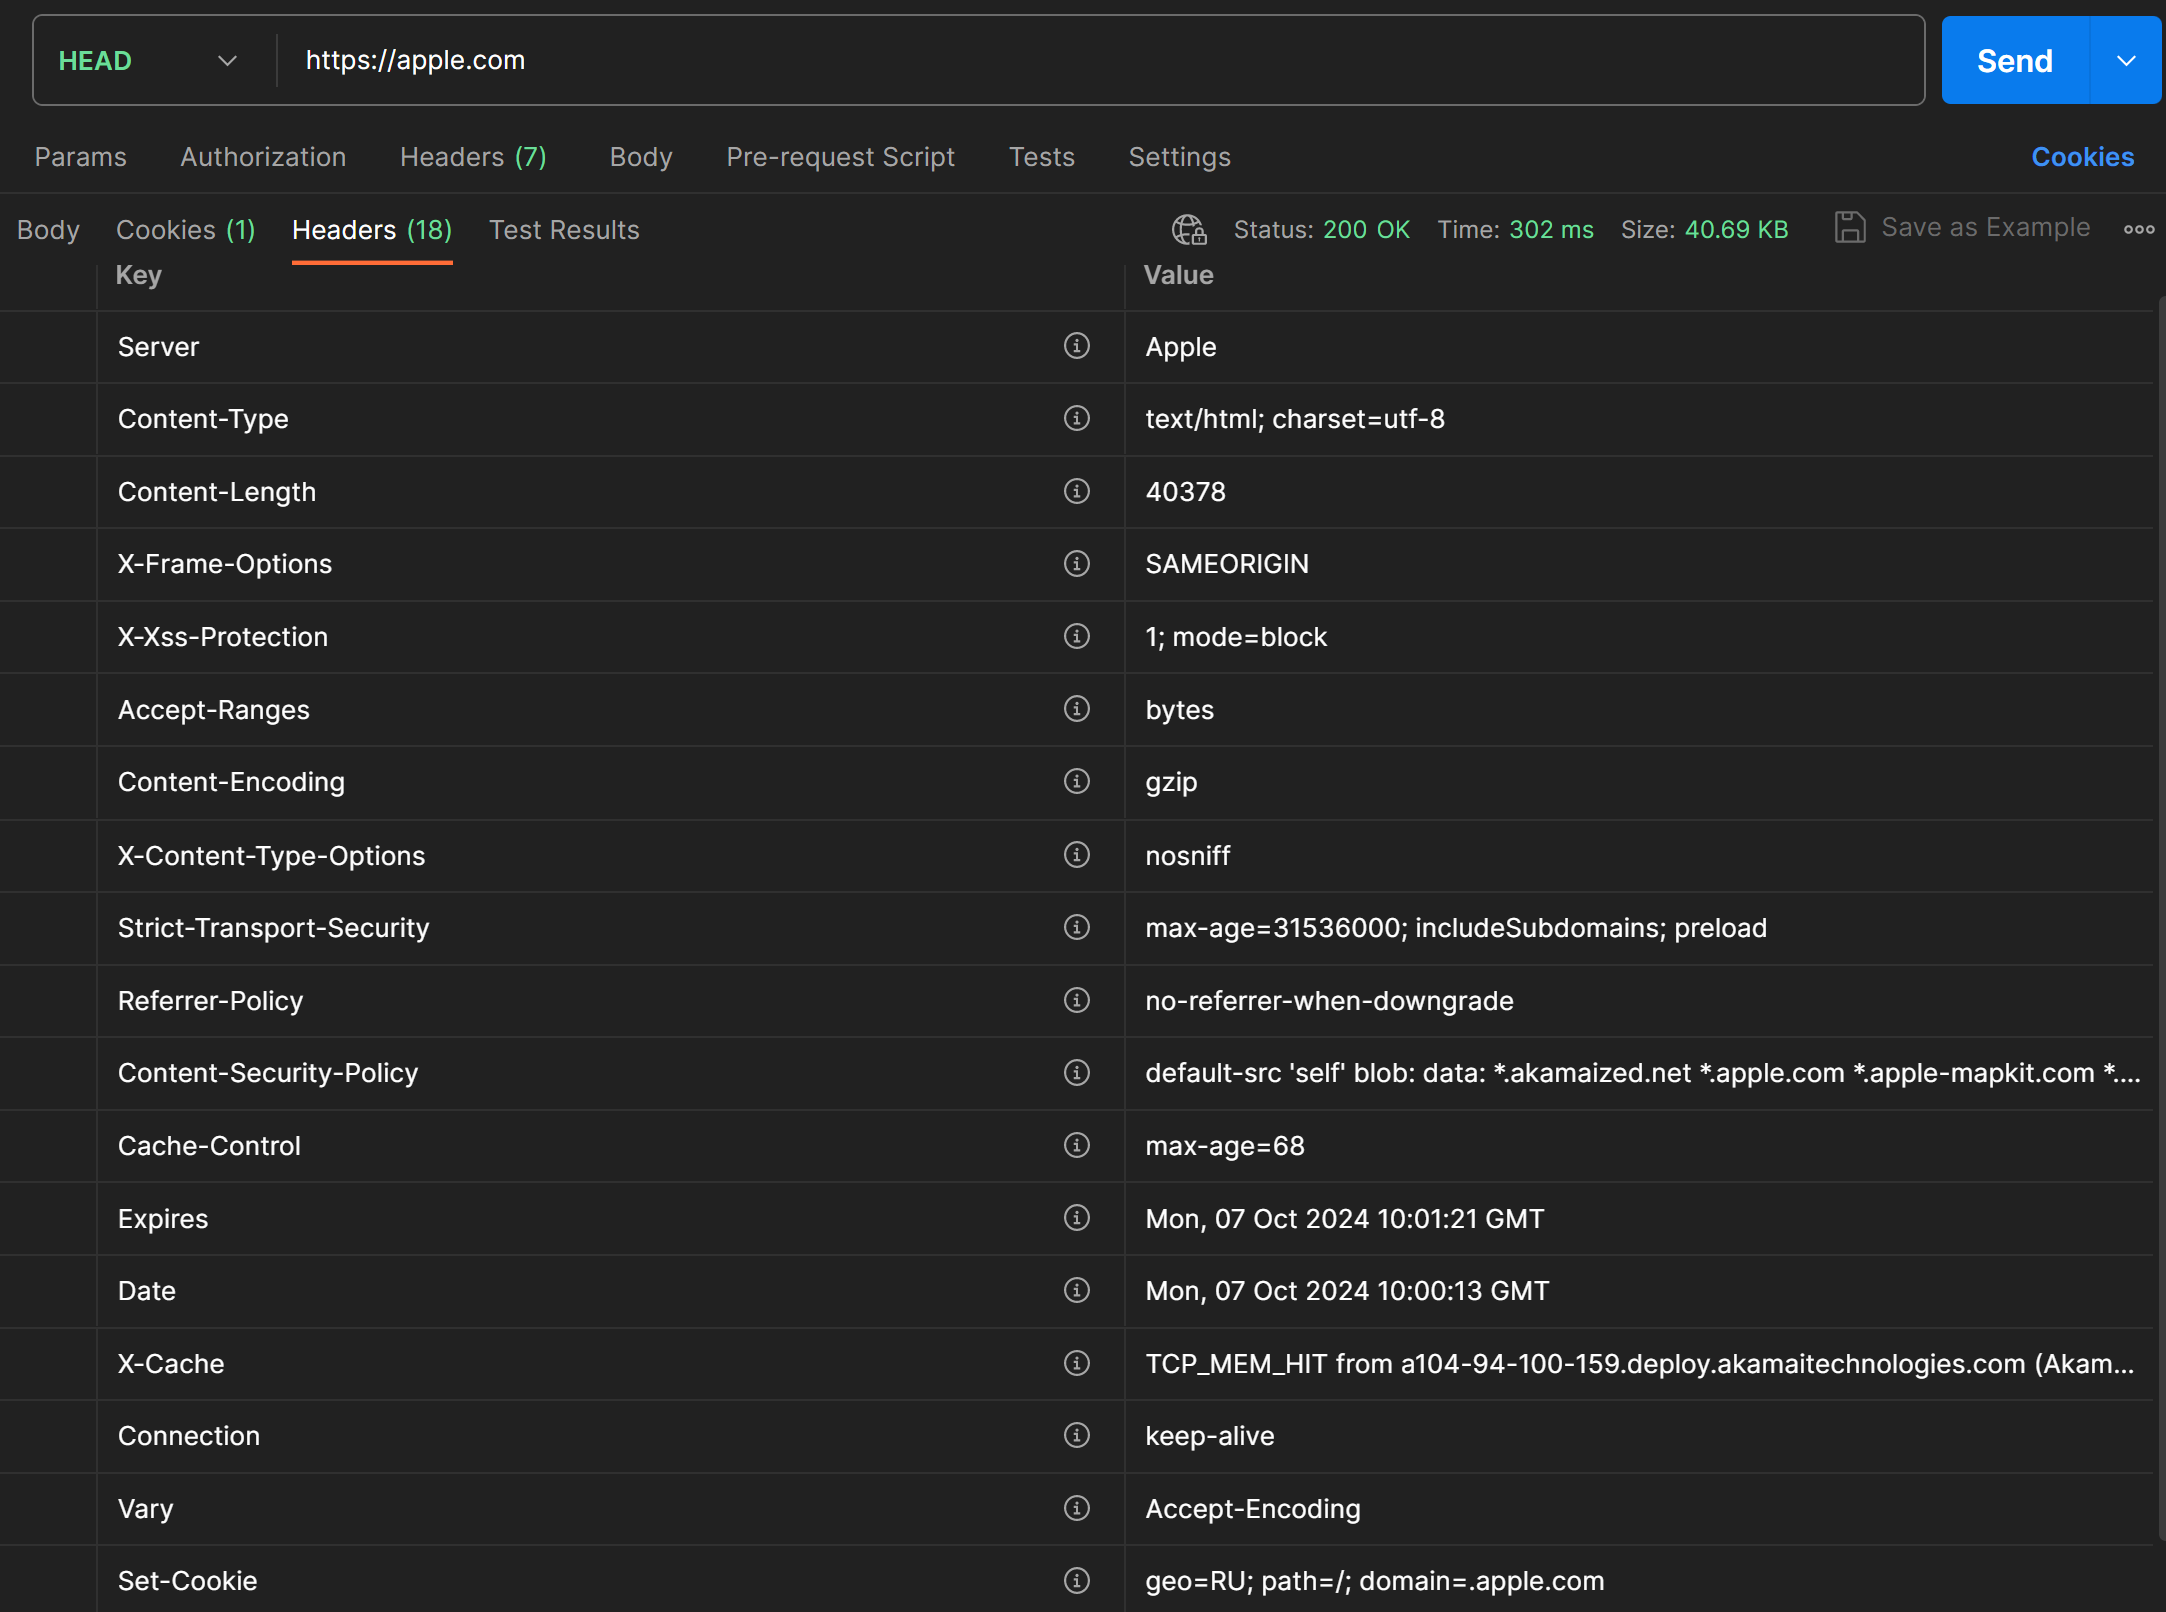 HEAD https://apple.com Send
Params Authorization Headers (7) Body Pre-request Script Tests Settings Cookies
Body Cookies (1) Headers (18) Test Results Status: 200 OK Time: 302 ms Size: 40.69 KB Save as Example
Key Value
Server Apple
Content-Type text/html; charset=utf-8
Content-Length 40378
X-Frame-Options SAMEORIGIN
X-Xss-Protection 1; mode=block
Accept-Ranges bytes
Content-Encoding gzip
X-Content-Type-Options nosniff
Strict-Transport-Security max-age=31536000; includeSubdomains; preload
Referrer-Policy no-referrer-when-downgrade
Content-Security-Policy default-src 'self' blob: data: *.akamaized.net *.apple.com *.apple-mapkit.com *....
Cache-Control max-age=68
Expires Mon, 07 Oct 2024 10:01:21 GMT
Date Mon, 07 Oct 2024 10:00:13 GMT
X-Cache TCP_MEM_HIT from a104-94-100-159.deploy.akamaitechnologies.com (Akam...
Connection keep-alive
Vary Accept-Encoding
Set-Cookie geo=RU; path=/; domain=.apple.com